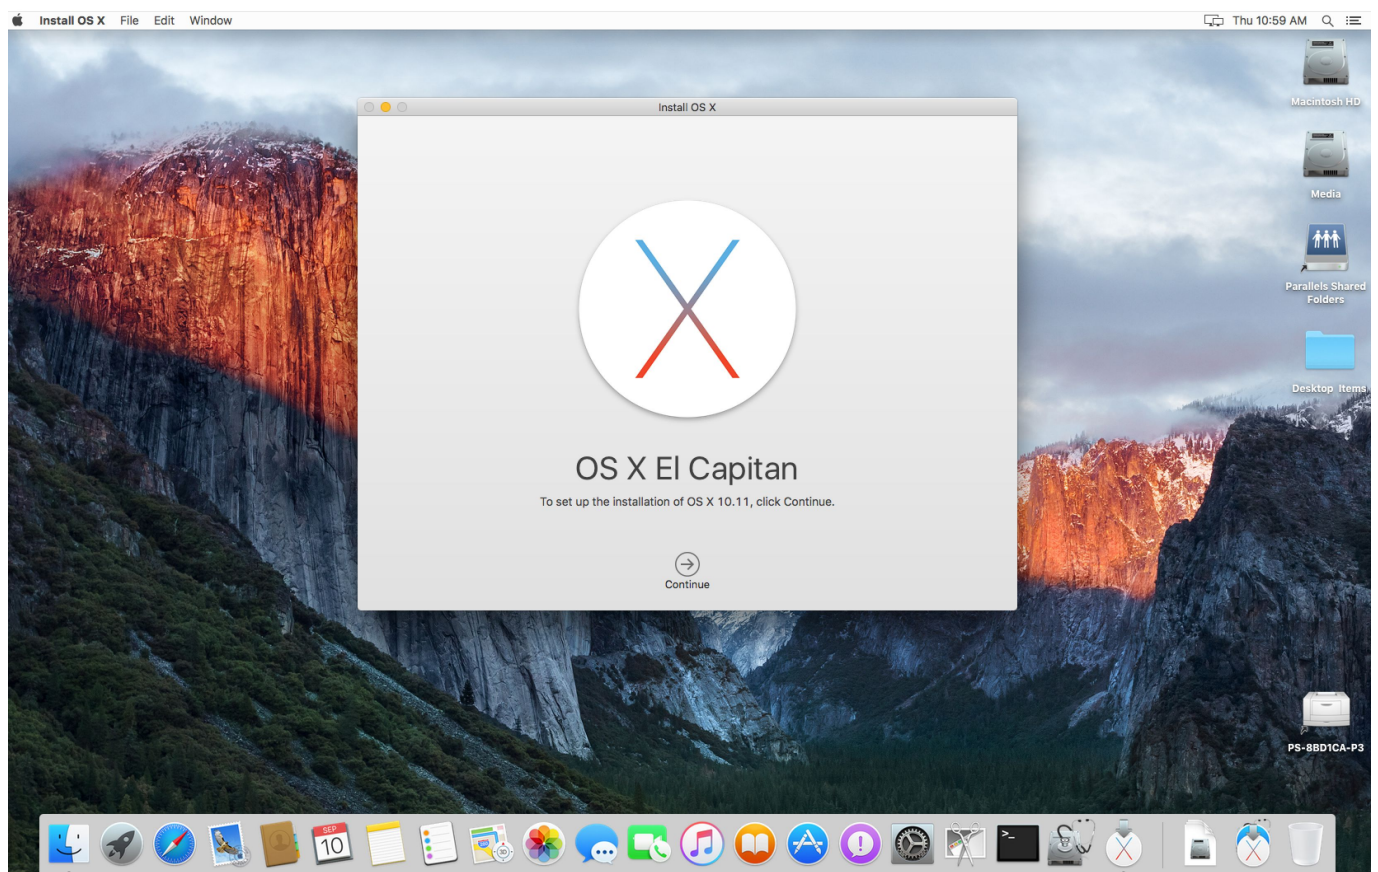 Install OS X File Edit Window
Thu 10:59 AM
Install OS X
Macintosh HD
Media
Parallels Shared
Folders
Desktop Items
OS X El Capitan
To set up the installation of OS X 10.11, click Continue.
Continue
PS-8BD1CA-P3
SEP
10
>_